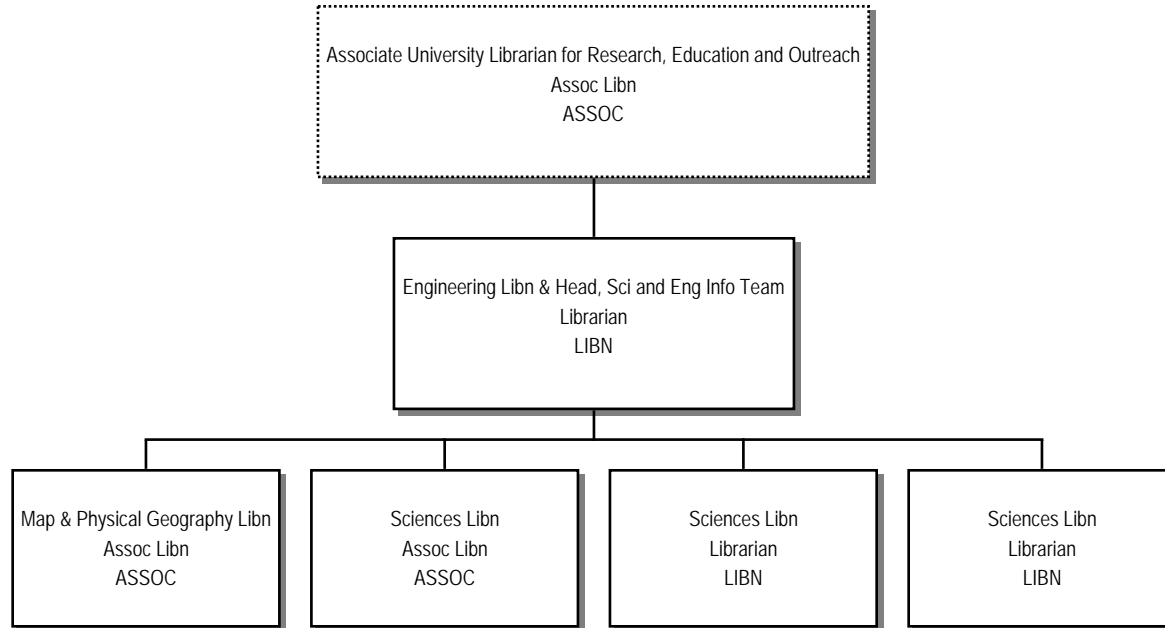 Associate University Librarian for Research, Education and Outreach
Assoc Libn
ASSOC
Engineering Libn & Head, Sci and Eng Info Team
Librarian
LIBN
Map & Physical Geography Libn
Assoc Libn
ASSOC
Sciences Libn
Assoc Libn
ASSOC
Sciences Libn
Librarian
LIBN
Sciences Libn
Librarian
LIBN